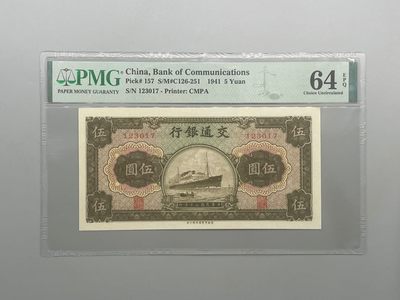 PMG
PAPER MONEY GUARANTY
China, Bank of Communications
Pick# 157 S/M#C126-251 1941 5 Yuan
S/N 123017 - Printer: CMPA
64 EPQ
Choice Uncirculated
伍 行銀通交 伍
123017 123017
圓伍 圓伍
伍 伍